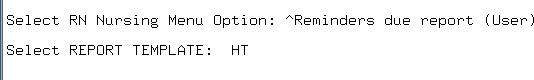 Select RN Nursing Menu Option: ^Reminders due report (User)
Select REPORT TEMPLATE:  HT